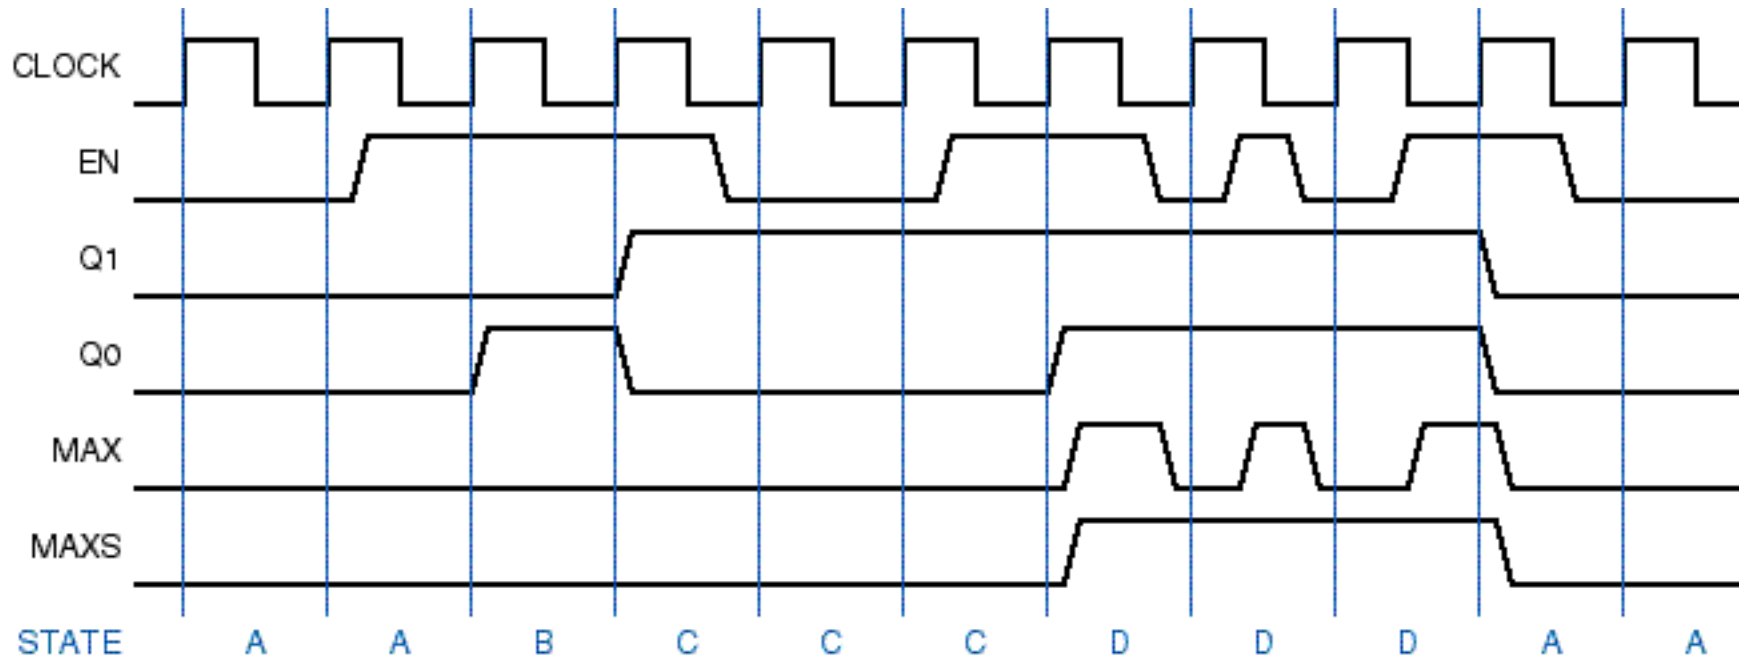 CLOCK
EN
Q1
Q0
MAX
MAXS
STATE A A B C C C D D D A A